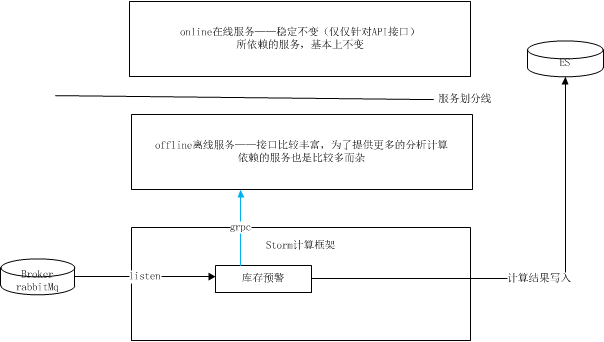 online在线服务——稳定不变（仅仅针对API接口）
所依赖的服务，基本上不变
ES
服务划分线
offline离线服务——接口比较丰富，为了提供更多的分析计算
依赖的服务也是比较多而杂
grpc
Storm计算框架
Broker
rabbitMq
listen
库存预警
计算结果写入